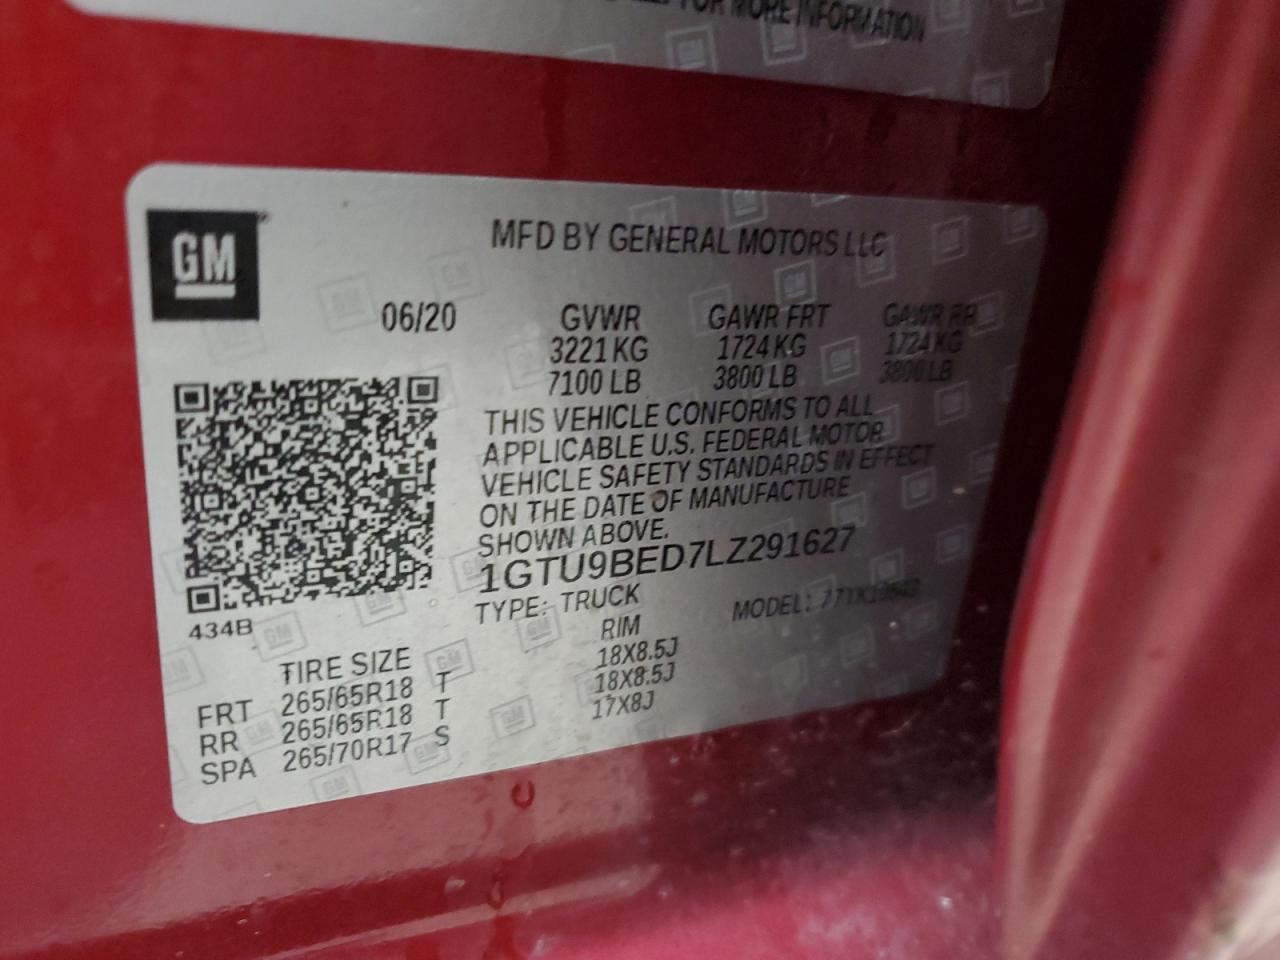 FOR MORE INFORMATION
GM
MFD BY GENERAL MOTORS LLC
06/20 GVWR GAWR FRT GAWR RR
3221 KG 1724 KG 1724 KG
7100 LB 3800 LB 3800 LB
THIS VEHICLE CONFORMS TO ALL
APPLICABLE U.S. FEDERAL MOTOR
VEHICLE SAFETY STANDARDS IN EFFECT
ON THE DATE OF MANUFACTURE
SHOWN ABOVE.
1GTU9BED7LZ291627
TYPE: TRUCK MODEL:
434B
TIRE SIZE RIM
FRT 265/65R18 T 18X8.5J
RR 265/65R18 T 18X8.5J
SPA 265/70R17 S 17X8J